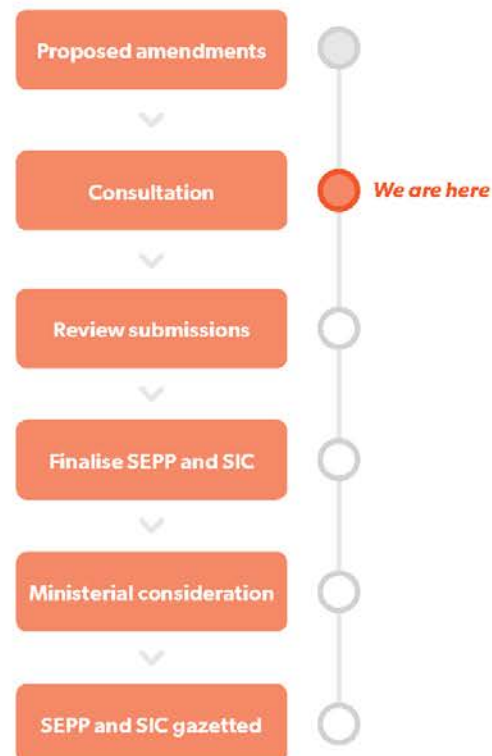 Proposed amendments
Consultation
We are here
Review submissions
Finalise SEPP and SIC
Ministerial consideration
SEPP and SIC gazetted